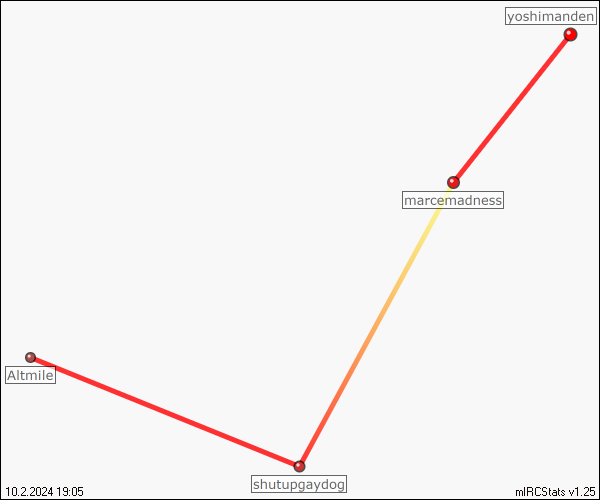 yoshimanden
marcemadness
Altmile
shutupgaydog
10.2.2024 19:05
mIRCStats v1.25